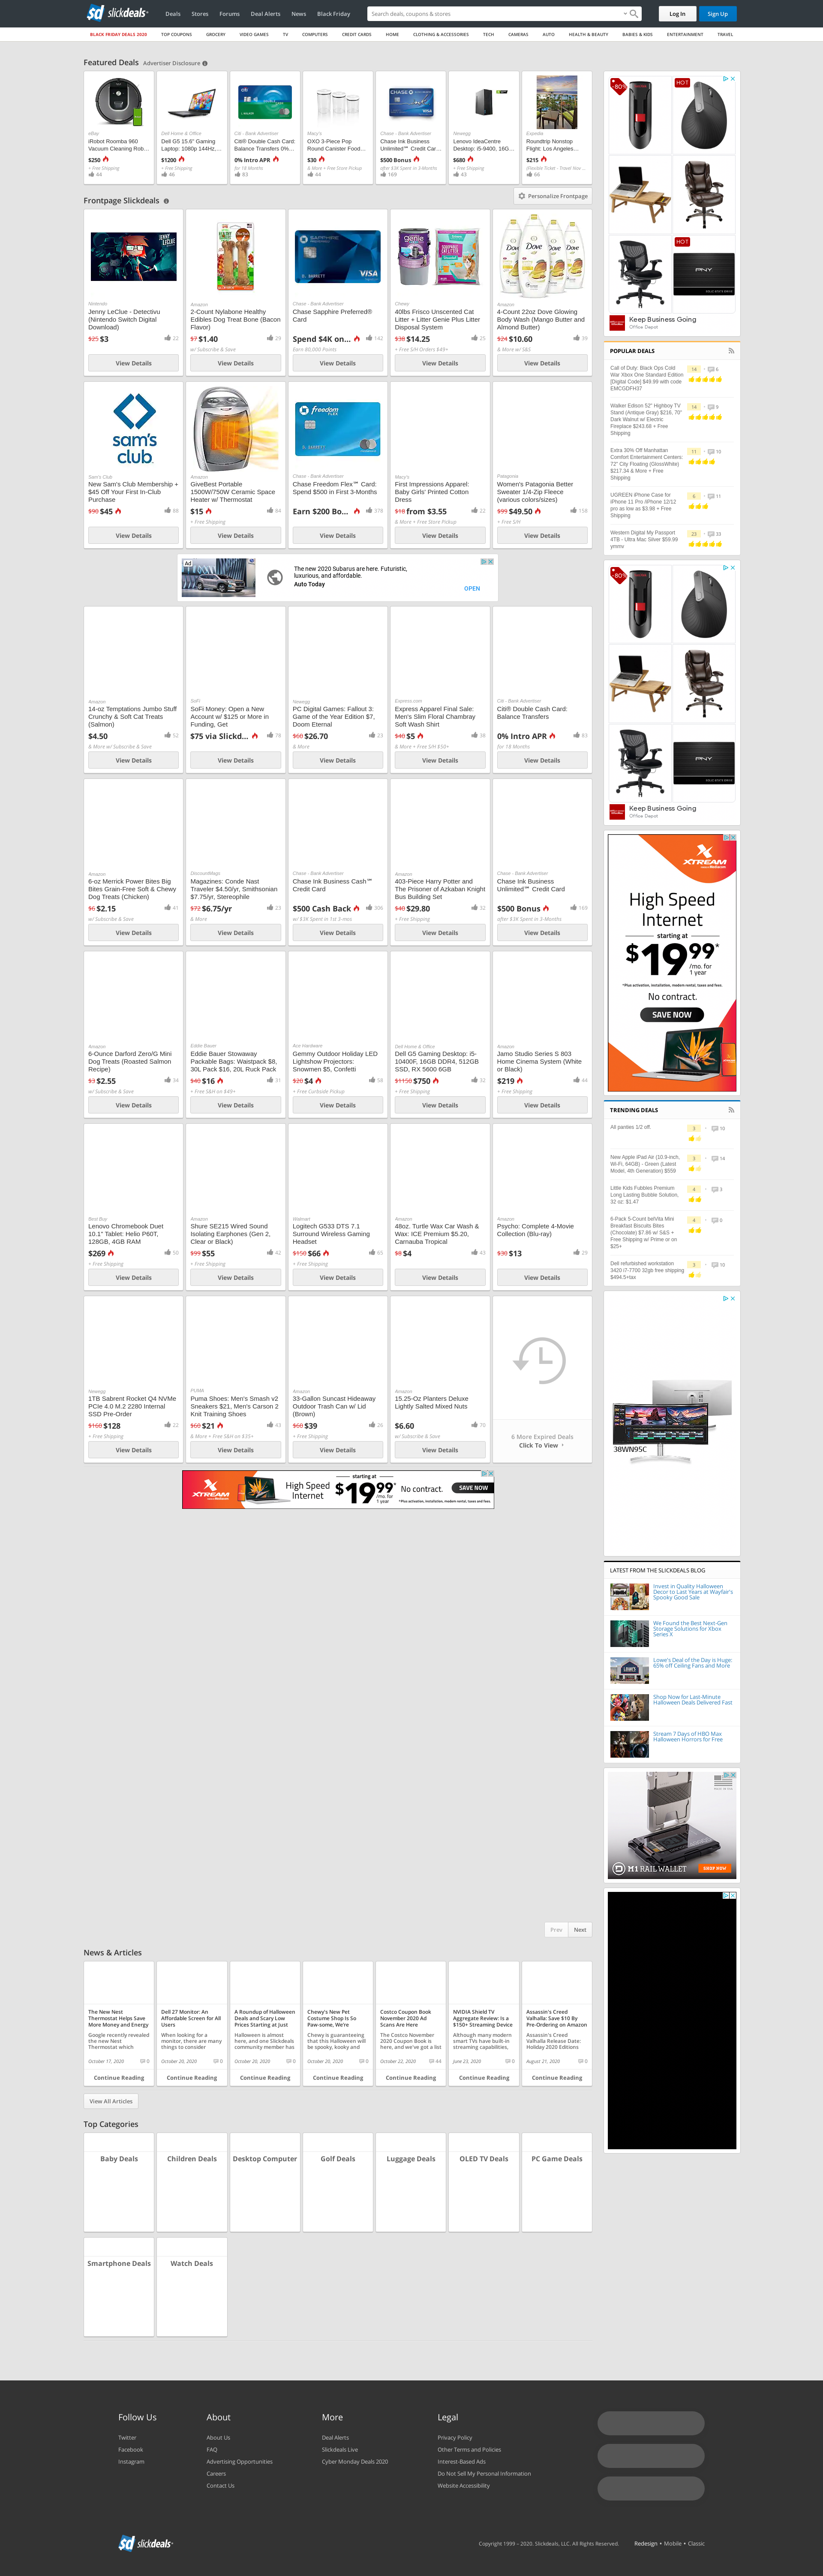 sd slickdeals
Deals Stores Forums Deal Alerts News Black Friday
Search deals, coupons & stores
Log In
Sign Up
BLACK FRIDAY DEALS 2020 TOP COUPONS GROCERY VIDEO GAMES TV COMPUTERS CREDIT CARDS HOME CLOTHING & ACCESSORIES TECH CAMERAS AUTO HEALTH & BEAUTY BABIES & KIDS ENTERTAINMENT TRAVEL
Featured Deals Advertiser Disclosure
eBay
iRobot Roomba 960
Vacuum Cleaning Rob...
$250
+ Free Shipping
44
Dell Home & Office
Dell G5 15.6" Gaming
Laptop: 1080p 144Hz,...
$1200
+ Free Shipping
46
Citi - Bank Advertiser
Citi® Double Cash Card:
Balance Transfers 0%...
0% Intro APR
for 18 Months
83
Macy's
OXO 3-Piece Pop
Round Canister Food...
$30
& More + Free Store Pickup
44
Chase - Bank Advertiser
Chase Ink Business
Unlimited℠ Credit Car...
$500 Bonus
after $3K Spent in 3-Months
169
Newegg
Lenovo IdeaCentre
Desktop: i5-9400, 16G...
$680
+ Free Shipping
43
Expedia
Roundtrip Nonstop
Flight: Los Angeles...
$215
(Flexible Ticket - Travel Nov...
66
Frontpage Slickdeals
Personalize Frontpage
Nintendo
Jenny LeClue - Detectivu
(Nintendo Switch Digital
Download)
$25 $3
22
View Details
Amazon
2-Count Nylabone Healthy
Edibles Dog Treat Bone (Bacon
Flavor)
$7 $1.40
29
w/ Subscribe & Save
View Details
Chase - Bank Advertiser
Chase Sapphire Preferred®
Card
Spend $4K on...
142
Earn 80,000 Points
View Details
Chewy
40lbs Frisco Unscented Cat
Litter + Litter Genie Plus Litter
Disposal System
$30 $14.25
25
+ Free S/H Orders $49+
View Details
Amazon
4-Count 22oz Dove Glowing
Body Wash (Mango Butter and
Almond Butter)
$24 $10.60
39
& More w/ S&S
View Details
sam's club
Sam's Club
New Sam's Club Membership +
$45 Off Your First In-Club
Purchase
$90 $45
88
View Details
Amazon
GiveBest Portable
1500W/750W Ceramic Space
Heater w/ Thermostat
$15
84
+ Free Shipping
View Details
Chase - Bank Advertiser
Chase Freedom Flex℠ Card:
Spend $500 in First 3-Months
Earn $200 Bo...
378
View Details
Macy's
First Impressions Apparel:
Baby Girls' Printed Cotton
Dress
$18 from $3.55
22
& More + Free Store Pickup
View Details
Patagonia
Women's Patagonia Better
Sweater 1/4-Zip Fleece
(various colors/sizes)
$99 $49.50
158
+ Free S/H
View Details
Ad
The new 2020 Subarus are here. Futuristic,
luxurious, and affordable.
Auto Today
OPEN
Amazon
14-oz Temptations Jumbo Stuff
Crunchy & Soft Cat Treats
(Salmon)
$4.50
52
& More w/ Subscribe & Save
View Details
SoFi
SoFi Money: Open a New
Account w/ $125 or More in
Funding, Get
$75 via Slickd...
78
View Details
Newegg
PC Digital Games: Fallout 3:
Game of the Year Edition $7,
Doom Eternal
$60 $26.70
23
& More
View Details
Express.com
Express Apparel Final Sale:
Men's Slim Floral Chambray
Soft Wash Shirt
$40 $5
38
& More + Free S/H $50+
View Details
Citi - Bank Advertiser
Citi® Double Cash Card:
Balance Transfers
0% Intro APR
83
for 18 Months
View Details
Amazon
6-oz Merrick Power Bites Big
Bites Grain-Free Soft & Chewy
Dog Treats (Chicken)
$6 $2.15
41
w/ Subscribe & Save
View Details
DiscountMags
Magazines: Conde Nast
Traveler $4.50/yr, Smithsonian
$7.75/yr, Stereophile
$72 $6.75/yr
23
& More
View Details
Chase - Bank Advertiser
Chase Ink Business Cash℠
Credit Card
$500 Cash Back
306
w/ $3K Spent in 1st 3-mos
View Details
Amazon
403-Piece Harry Potter and
The Prisoner of Azkaban Knight
Bus Building Set
$40 $29.80
32
+ Free Shipping
View Details
Chase - Bank Advertiser
Chase Ink Business
Unlimited℠ Credit Card
$500 Bonus
169
after $3K Spent in 3-Months
View Details
Amazon
6-Ounce Darford Zero/G Mini
Dog Treats (Roasted Salmon
Recipe)
$3 $2.55
34
w/ Subscribe & Save
View Details
Eddie Bauer
Eddie Bauer Stowaway
Packable Bags: Waistpack $8,
30L Pack $16, 20L Ruck Pack
$40 $16
31
+ Free S&H on $49+
View Details
Ace Hardware
Gemmy Outdoor Holiday LED
Lightshow Projectors:
Snowmen $5, Confetti
$20 $4
58
+ Free Curbside Pickup
View Details
Dell Home & Office
Dell G5 Gaming Desktop: i5-
10400F, 16GB DDR4, 512GB
SSD, RX 5600 6GB
$1150 $750
32
+ Free Shipping
View Details
Amazon
Jamo Studio Series S 803
Home Cinema System (White
or Black)
$219
44
+ Free Shipping
View Details
Best Buy
Lenovo Chromebook Duet
10.1" Tablet: Helio P60T,
128GB, 4GB RAM
$269
50
+ Free Shipping
View Details
Amazon
Shure SE215 Wired Sound
Isolating Earphones (Gen 2,
Clear or Black)
$99 $55
42
+ Free Shipping
View Details
Walmart
Logitech G533 DTS 7.1
Surround Wireless Gaming
Headset
$150 $66
65
+ Free Shipping
View Details
Amazon
48oz. Turtle Wax Car Wash &
Wax: ICE Premium $5.20,
Carnauba Tropical
$8 $4
43
View Details
Amazon
Psycho: Complete 4-Movie
Collection (Blu-ray)
$30 $13
29
View Details
Newegg
1TB Sabrent Rocket Q4 NVMe
PCIe 4.0 M.2 2280 Internal
SSD Pre-Order
$160 $128
22
+ Free Shipping
View Details
PUMA
Puma Shoes: Men's Smash v2
Sneakers $21, Men's Carson 2
Knit Training Shoes
$60 $21
43
& More + Free S&H on $35+
View Details
Amazon
33-Gallon Suncast Hideaway
Outdoor Trash Can w/ Lid
(Brown)
$60 $39
26
+ Free Shipping
View Details
Amazon
15.25-Oz Planters Deluxe
Lightly Salted Mixed Nuts
$6.60
70
w/ Subscribe & Save
View Details
6 More Expired Deals
Click To View
XTREAM
High Speed
Internet
starting at
$19.99
/mo. for
1 year
No contract.
SAVE NOW
*Plus activation, installation, modem rental, taxes and fees.
Prev Next
News & Articles
The New Nest
Thermostat Helps Save
More Money and Energy
Google recently revealed
the new Nest
Thermostat which
October 17, 2020 0
Continue Reading
Dell 27 Monitor: An
Affordable Screen for All
Users
When looking for a
monitor, there are many
things to consider
October 20, 2020 0
Continue Reading
A Roundup of Halloween
Deals and Scary Low
Prices Starting at Just
Halloween is almost
here, and one Slickdeals
community member has
October 20, 2020 0
Continue Reading
Chewy's New Pet
Costume Shop Is So
Paw-some, We're
Chewy is guaranteeing
that this Halloween will
be spooky, kooky and
October 20, 2020 0
Continue Reading
Costco Coupon Book
November 2020 Ad
Scans Are Here
The Costco November
2020 Coupon Book is
here, and we've got a list
October 22, 2020 44
Continue Reading
NVIDIA Shield TV
Aggregate Review: Is a
$150+ Streaming Device
Although many modern
smart TVs have built-in
streaming capabilities,
June 23, 2020 0
Continue Reading
Assassin's Creed
Valhalla: Save $10 By
Pre-Ordering on Amazon
Assassin's Creed
Valhalla Release Date:
Holiday 2020 Editions
August 21, 2020 0
Continue Reading
View All Articles
Top Categories
Baby Deals
Children Deals
Desktop Computer
Golf Deals
Luggage Deals
OLED TV Deals
PC Game Deals
Smartphone Deals
Watch Deals
-80%
HOT
HOT
PNY
Keep Business Going
Office Depot
POPULAR DEALS
Call of Duty: Black Ops Cold
War Xbox One Standard Edition
[Digital Code] $49.99 with code
EMCGDFH37
14 6
Walker Edison 52" Highboy TV
Stand (Antique Gray) $216, 70"
Dark Walnut w/ Electric
Fireplace $243.69 + Free
Shipping
14 9
Extra 30% Off Manhattan
Comfort Entertainment Centers:
72" City Floating (GlossWhite)
$217.34 & More + Free
Shipping
11 10
UGREEN iPhone Case for
iPhone 11 Pro /iPhone 12/12
pro as low as $3.98 + Free
Shipping
6 11
Western Digital My Passport
4TB - Ultra Mac Silver $59.99
ymmv
23 33
-80%
PNY
Keep Business Going
Office Depot
XTREAM
High Speed
Internet
starting at
$19.99*
/mo. for
1 year
*Plus activation, installation, modem rental, taxes and fees.
No contract.
SAVE NOW
TRENDING DEALS
All panties 1/2 off.
3 10
New Apple iPad Air (10.9-inch,
Wi-Fi, 64GB) - Green (Latest
Model, 4th Generation) $559
3 14
Little Kids Fubbles Premium
Long Lasting Bubble Solution,
32 oz: $1.47
4 3
6-Pack 5-Count belVita Mini
Breakfast Biscuits Bites
(Chocolate) $7.86 w/ S&S +
Free Shipping w/ Prime or on
$25+
4 0
Dell refurbished workstation
3420 i7-7700 32gb free shipping
$494.5+tax
3 10
38WN95C
LATEST FROM THE SLICKDEALS BLOG
Invest in Quality Halloween
Decor to Last Years at Wayfair's
Spooky Good Sale
We Found the Best Next-Gen
Storage Solutions for Xbox
Series X
Lowe's Deal of the Day is Huge:
65% off Ceiling Fans and More
Shop Now for Last-Minute
Halloween Deals Delivered Fast
Stream 7 Days of HBO Max
Halloween Horrors for Free
M1 RAIL WALLET
SHOP NOW
Follow Us
Twitter
Facebook
Instagram
About
About Us
FAQ
Advertising Opportunities
Careers
Contact Us
More
Deal Alerts
Slickdeals Live
Cyber Monday Deals 2020
Legal
Privacy Policy
Other Terms and Policies
Interest-Based Ads
Do Not Sell My Personal Information
Website Accessibility
sd slickdeals
Copyright 1999 - 2020. Slickdeals, LLC. All Rights Reserved.
Redesign • Mobile • Classic